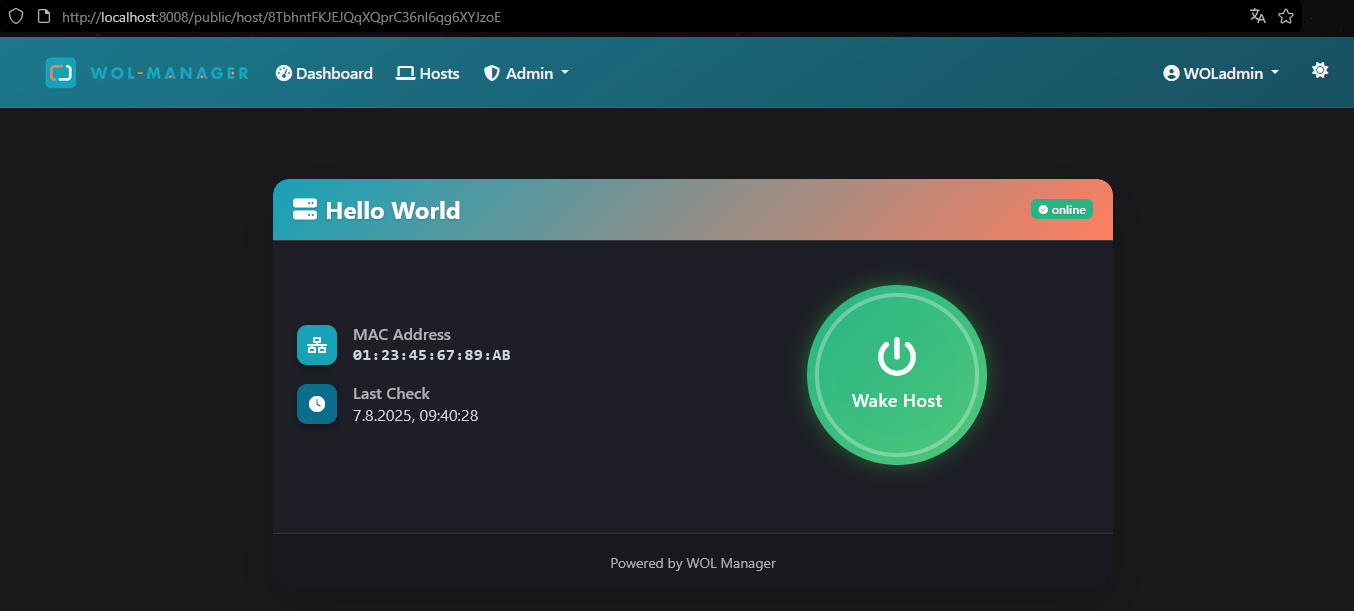 http://localhost:8008/public/host/8TbhntFKJEJQqXQprC36nI6qg6XYJzoE
WOL-MANAGER Dashboard Hosts Admin WOLadmin
Hello World online
MAC Address
01:23:45:67:89:AB
Last Check
7.8.2025, 09:40:28
Wake Host
Powered by WOL Manager